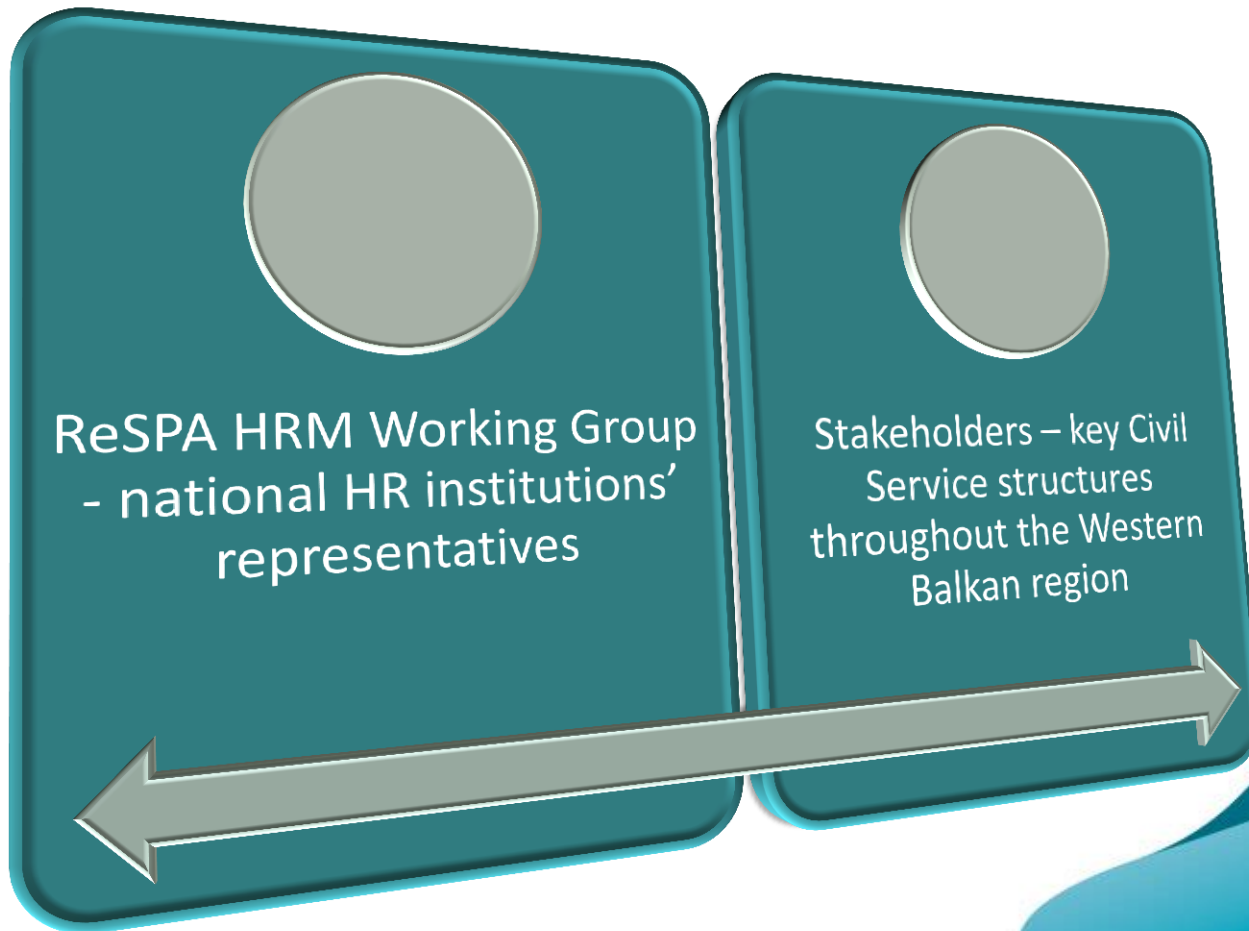 ReSPA HRM Working Group
- national HR institutions’
representatives
Stakeholders – key Civil
Service structures
throughout the Western
Balkan region